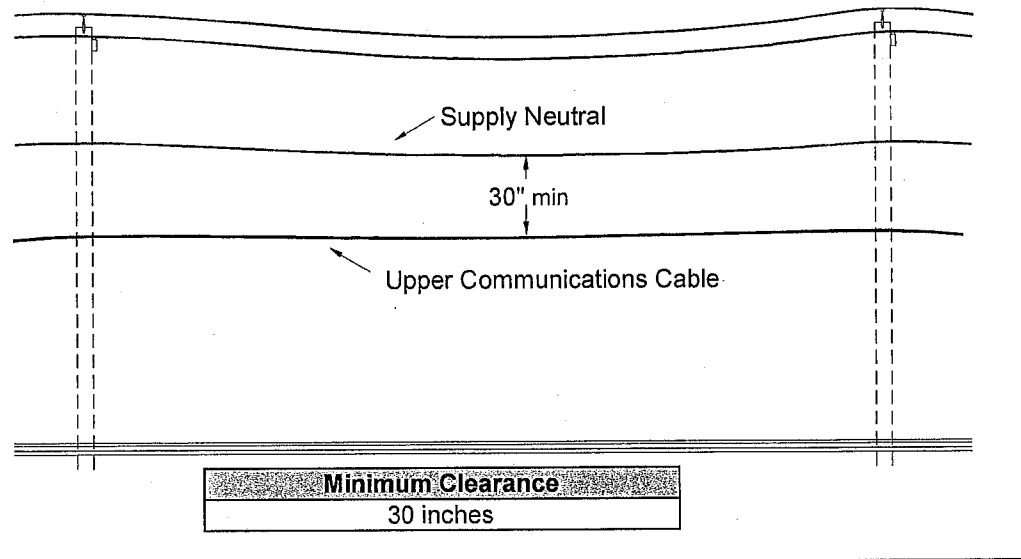 Supply Neutral
30" min
Upper Communications Cable
Minimum Clearance
30 inches